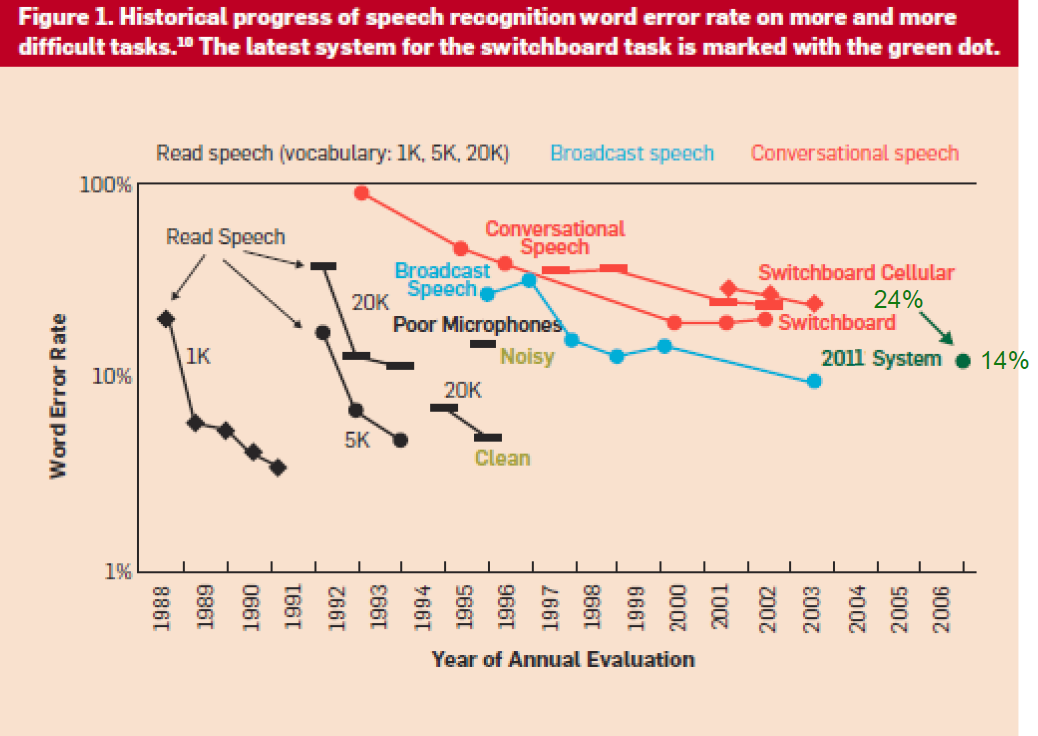 Figure 1. Historical progress of speech recognition word error rate on more and more
difficult tasks.¹⁰ The latest system for the switchboard task is marked with the green dot.
Read speech (vocabulary: 1K, 5K, 20K) Broadcast speech Conversational speech
100%
Read Speech
Conversational
Speech
Broadcast
Speech
Switchboard Cellular
24%
20K
Poor Microphones
Switchboard
1K
Noisy
2011 System
14%
10%
20K
5K
Clean
1%
Word Error Rate
1988 1989 1990 1991 1992 1993 1994 1995 1996 1997 1998 1999 2000 2001 2002 2003 2004 2005 2006
Year of Annual Evaluation